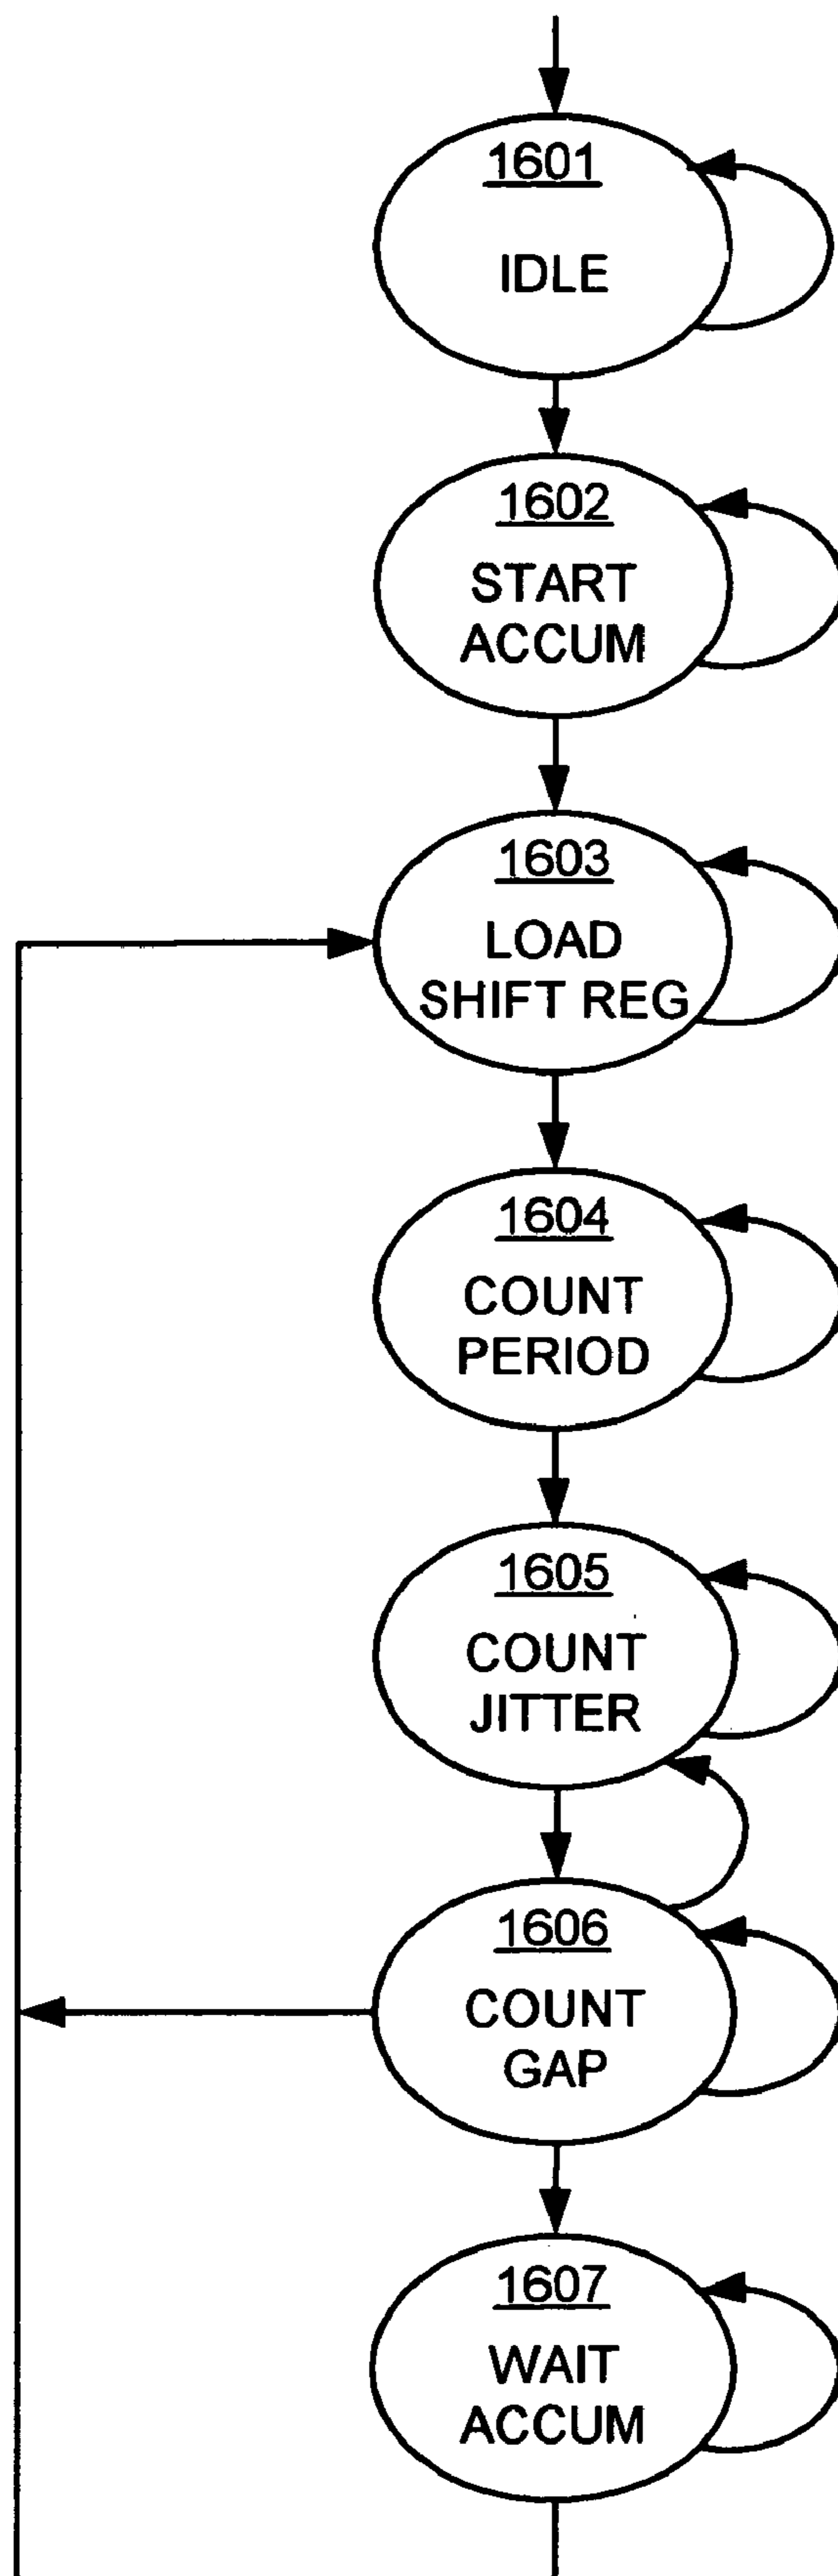 1601
IDLE
1602
START
ACCUM
1603
LOAD
SHIFT REG
1604
COUNT
PERIOD
1605
COUNT
JITTER
1606
COUNT
GAP
1607
WAIT
ACCUM